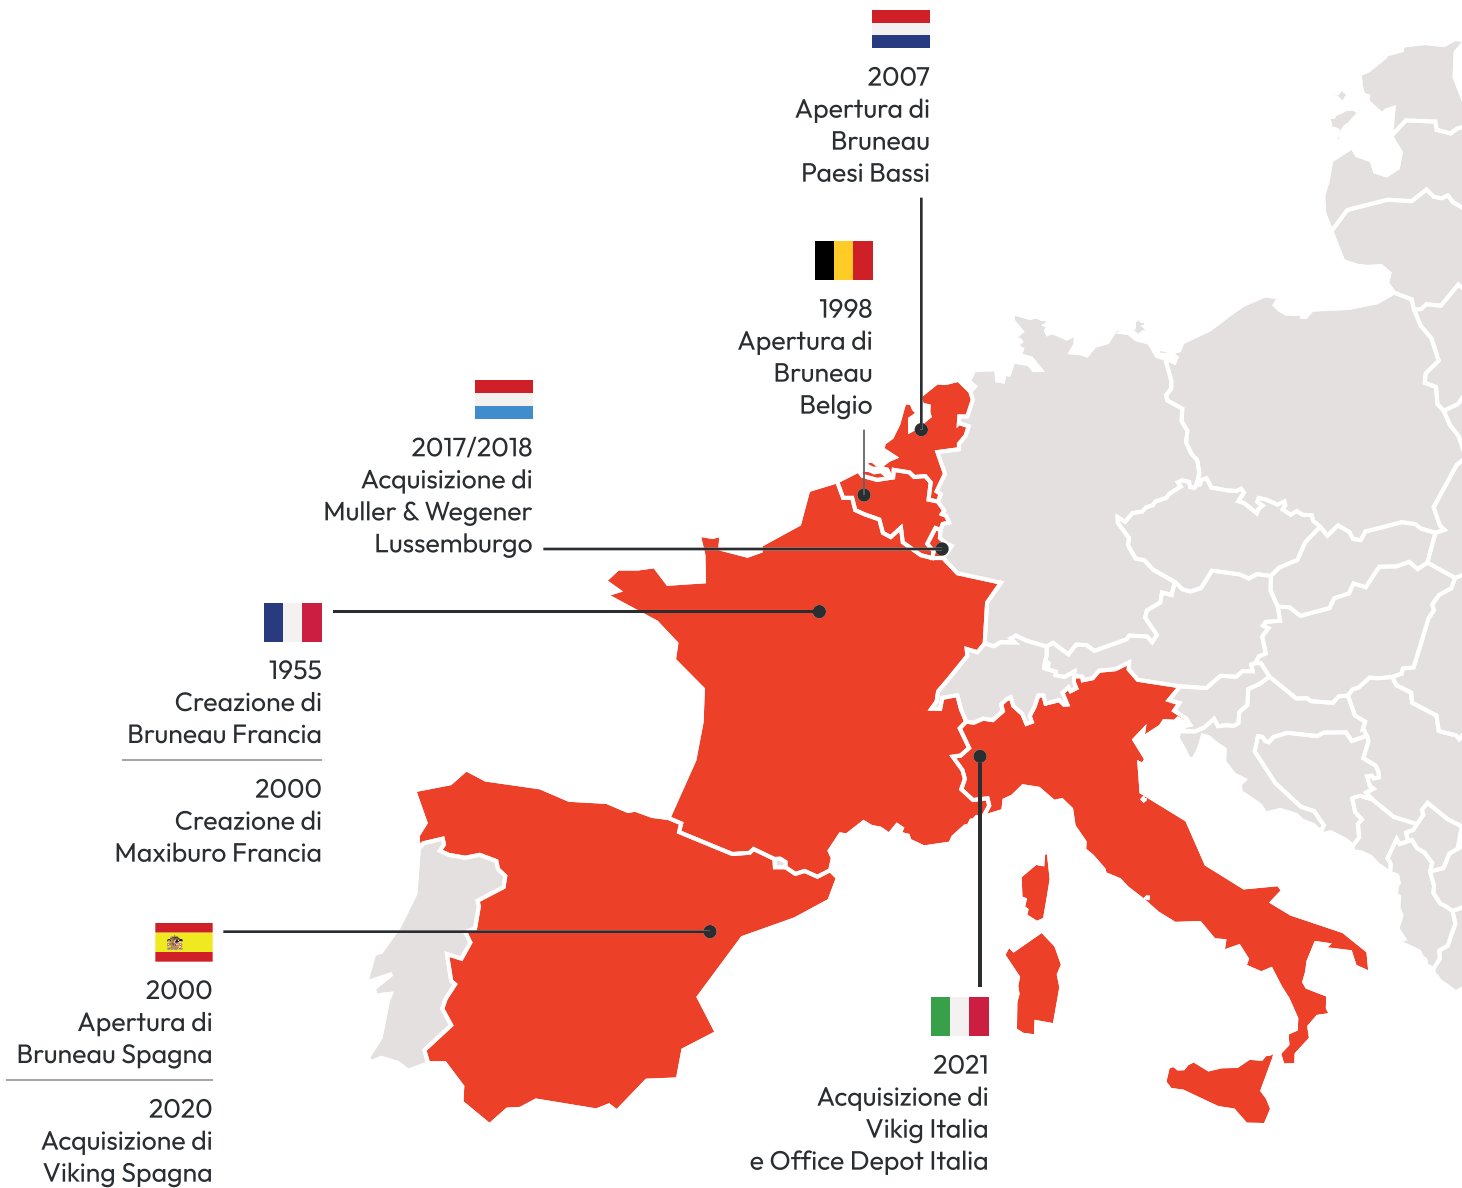 2007
Apertura di
Bruneau
Paesi Bassi
1998
Apertura di
Bruneau
Belgio
2017/2018
Acquisizione di
Muller & Wegener
Lussemburgo
1955
Creazione di
Bruneau Francia
2000
Creazione di
Maxiburo Francia
2000
Apertura di
Bruneau Spagna
2020
Acquisizione di
Viking Spagna
2021
Acquisizione di
Vikig Italia
e Office Depot Italia